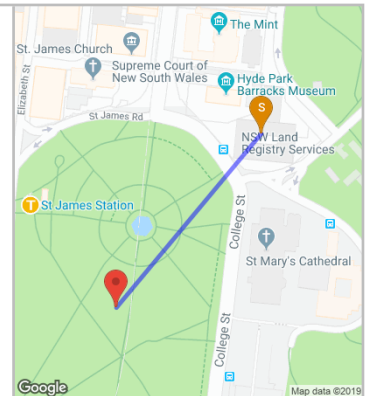 The Mint
St. James Church
Supreme Court of
New South Wales
Elizabeth St
Hyde Park
Barracks Museum
S
St James Rd
NSW Land
Registry Services
T
St James Station
College St
St Mary's Cathedral
College St
Google
Map data ©2019